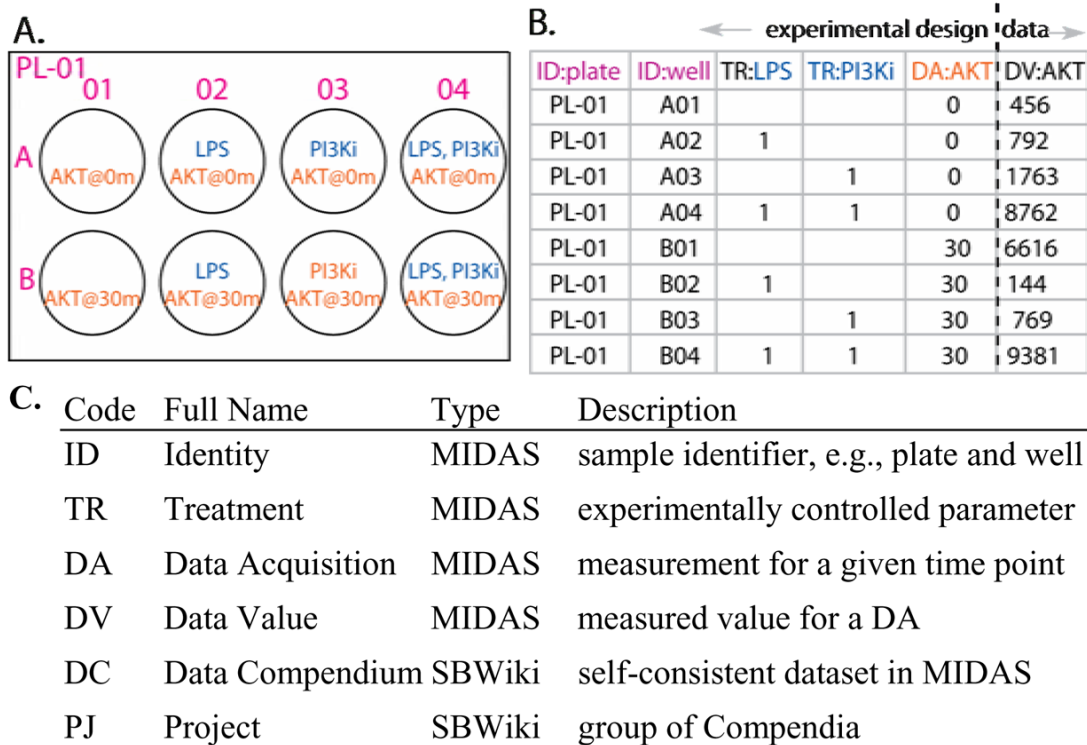 A.
PL-01
01 02 03 04
A
LPS PI3Ki LPS, PI3Ki
AKT@0m AKT@0m AKT@0m AKT@0m
B
LPS PI3Ki LPS, PI3Ki
AKT@30m AKT@30m AKT@30m AKT@30m
B.
experimental design data
ID:plate ID:well TR:LPS TR:PI3Ki DA:AKT DV:AKT
PL-01 A01 0 456
PL-01 A02 1 0 792
PL-01 A03 1 0 1763
PL-01 A04 1 1 0 8762
PL-01 B01 30 6616
PL-01 B02 1 30 144
PL-01 B03 1 30 769
PL-01 B04 1 1 30 9381
C.
Code Full Name Type Description
ID Identity MIDAS sample identifier, e.g., plate and well
TR Treatment MIDAS experimentally controlled parameter
DA Data Acquisition MIDAS measurement for a given time point
DV Data Value MIDAS measured value for a DA
DC Data Compendium SBWiki self-consistent dataset in MIDAS
PJ Project SBWiki group of Compendia